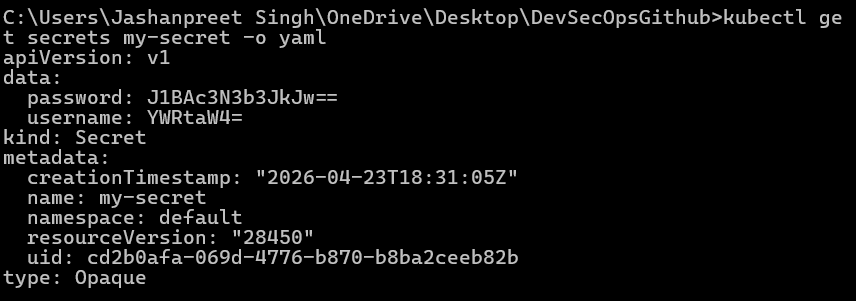 C:\Users\Jashanpreet Singh\OneDrive\Desktop\DevSecOpsGithub>kubectl ge
t secrets my-secret -o yaml
apiVersion: v1
data:
  password: J1BAc3N3b3JkJw==
  username: YWRtaW4=
kind: Secret
metadata:
  creationTimestamp: "2026-04-23T18:31:05Z"
  name: my-secret
  namespace: default
  resourceVersion: "28450"
  uid: cd2b0afa-069d-4776-b870-b8ba2ceeb82b
type: Opaque